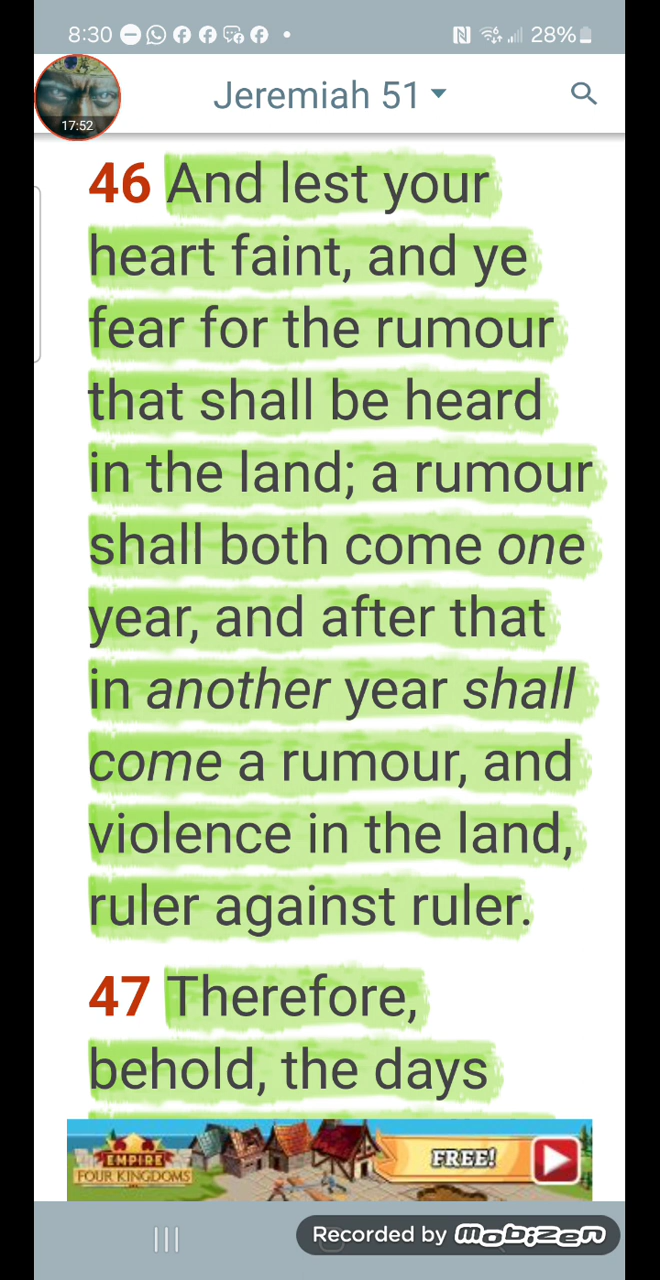 8:30 28%
17:52
Jeremiah 51
46 And lest your
heart faint, and ye
fear for the rumour
that shall be heard
in the land; a rumour
shall both come one
year, and after that
in another year shall
come a rumour, and
violence in the land,
ruler against ruler.
47 Therefore,
behold, the days
EMPIRE
FOUR KINGDOMS
FREE!
Recorded by mobizen